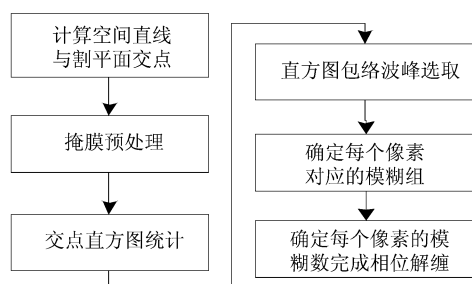 计算空间直线
与割平面交点
掩膜预处理
交点直方图统计
直方图包络波峰选取
确定每个像素
对应的模糊组
确定每个像素的模
糊数完成相位解缠